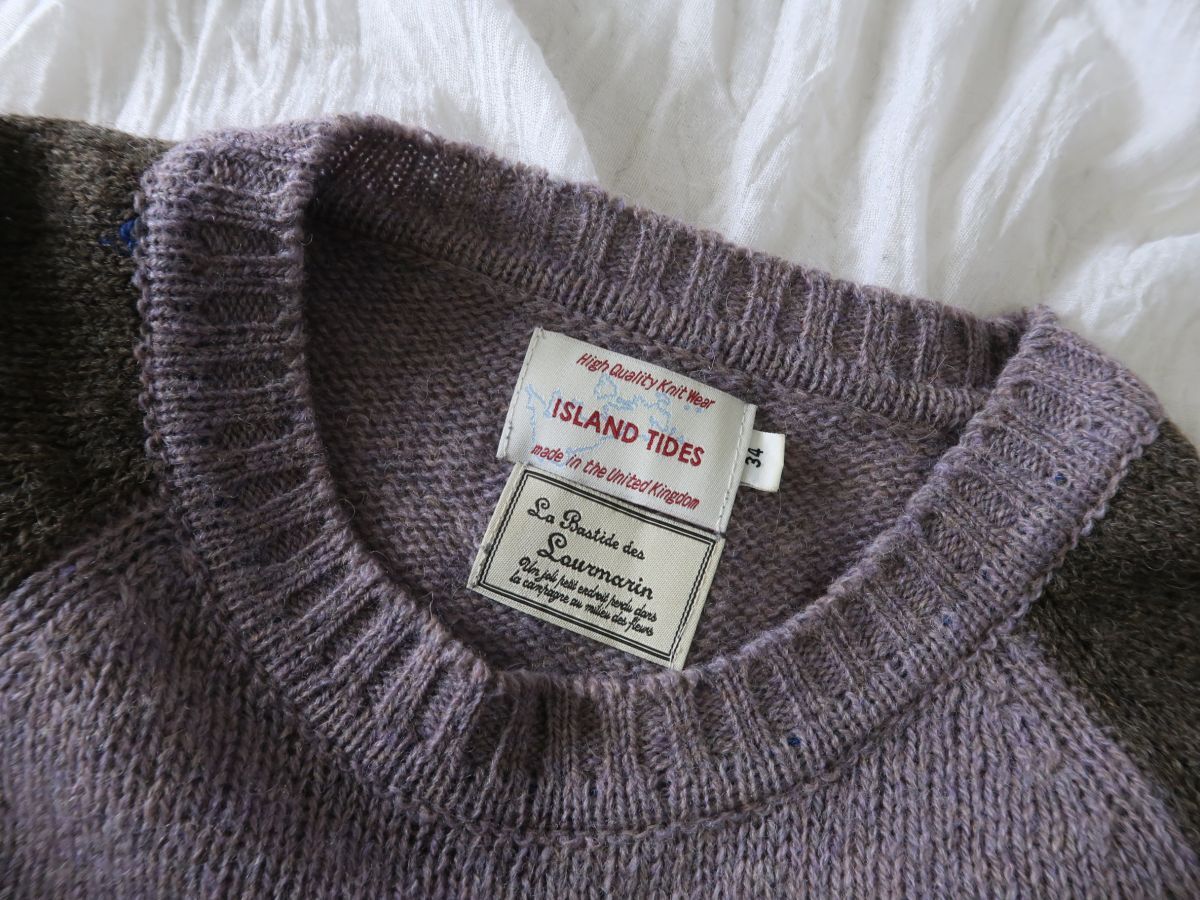 High Quality Knit Wear
ISLAND TIDES
made in the United Kingdom
34
La Bastide des
Lourmarin
Un joli petit endroit perdu dans
la campagne au milieu des fleurs